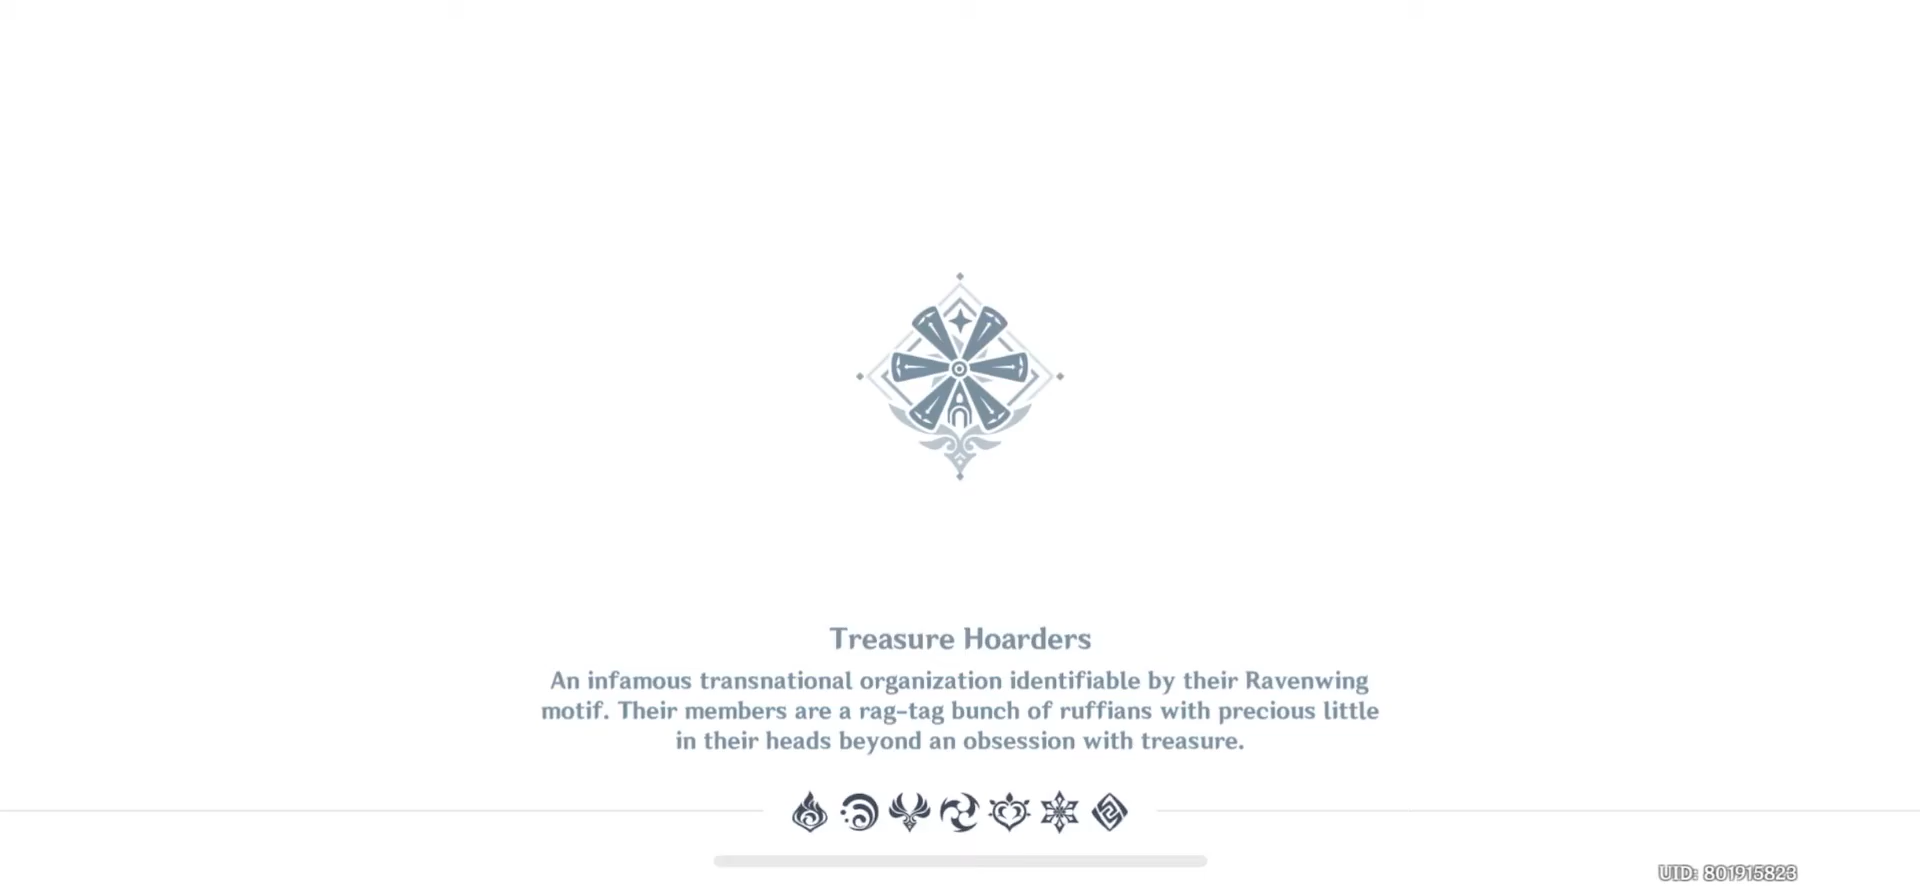 Treasure Hoarders
An infamous transnational organization identifiable by their Ravenwing
motif. Their members are a rag-tag bunch of ruffians with precious little
in their heads beyond an obsession with treasure.
UID: 801915823